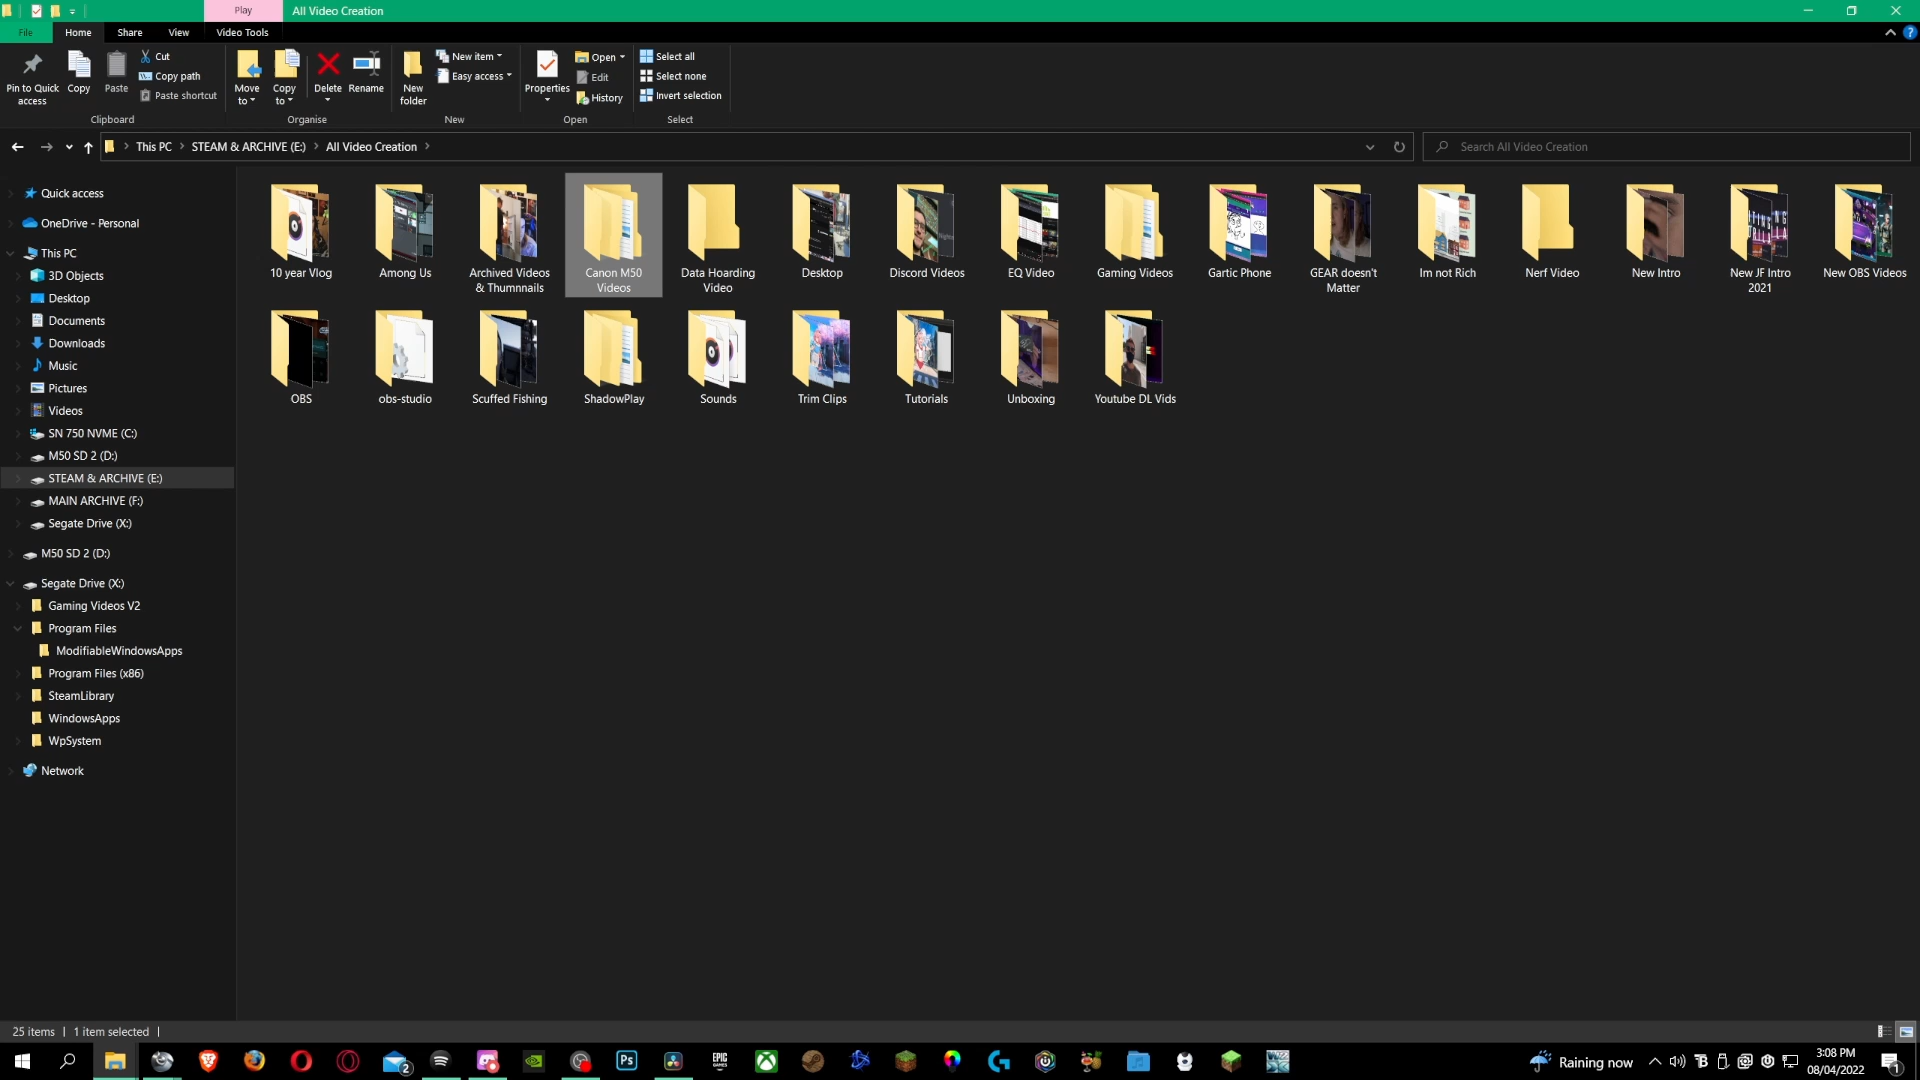 Play
All Video Creation
File
Home
Share
View
Video Tools
Pin to Quick access
Copy
Paste
Cut
Copy path
Paste shortcut
Clipboard
Move to
Copy to
Delete
Rename
Organise
New folder
New item
Easy access
New
Properties
Open
Edit
History
Open
Select all
Select none
Invert selection
Select
This PC
STEAM & ARCHIVE (E:)
All Video Creation
Search All Video Creation
Quick access
OneDrive - Personal
This PC
3D Objects
Desktop
Documents
Downloads
Music
Pictures
Videos
SN 750 NVME (C:)
M50 SD 2 (D:)
STEAM & ARCHIVE (E:)
MAIN ARCHIVE (F:)
Segate Drive (X:)
M50 SD 2 (D:)
Segate Drive (X:)
Gaming Videos V2
Program Files
ModifiableWindowsApps
Program Files (x86)
SteamLibrary
WindowsApps
WpSystem
Network
10 year Vlog
Among Us
Archived Videos
& Thumnnails
Canon M50
Videos
Data Hoarding
Video
Desktop
Discord Videos
EQ Video
Gaming Videos
Gartic Phone
GEAR doesn't
Matter
Im not Rich
Nerf Video
New Intro
New JF Intro
2021
New OBS Videos
OBS
obs-studio
Scuffed Fishing
ShadowPlay
Sounds
Trim Clips
Tutorials
Unboxing
Youtube DL Vids
25 items
1 item selected
2
Ps
EPIC
GAMES
Raining now
3:08 PM
08/04/2022
1